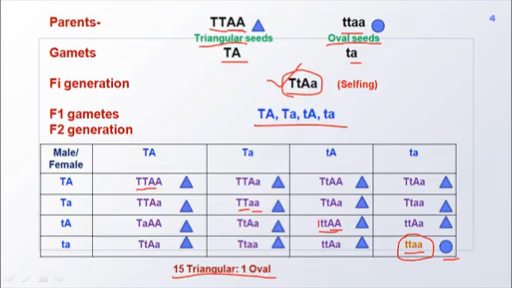 4
Parents- TTAA ttaa
Triangular seeds Oval seeds
Gamets TA ta
Fi generation TtAa (Selfing)
F1 gametes TA, Ta, tA, ta
F2 generation
Male/ Female TA Ta tA ta
TA TTAA TTAa TtAA TtAa
Ta TTAa TTaa TtAa Ttaa
tA TaAA TtAa ttAA ttAa
ta TtAa Ttaa ttAa ttaa
15 Triangular: 1 Oval